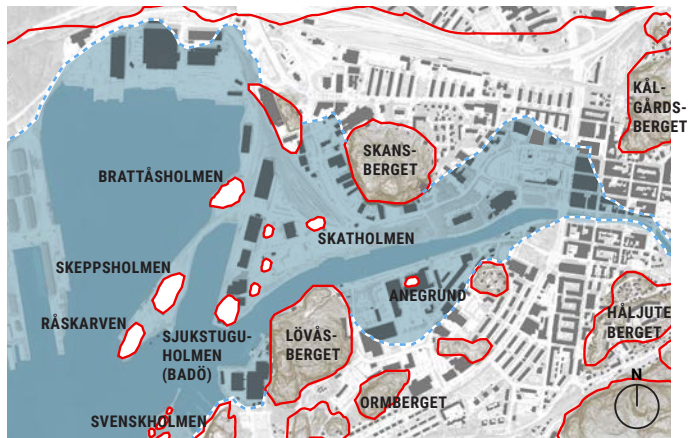 KÅL-
GÅRDS-
BERGET
SKANS-
BERGET
BRATTÅSHOLMEN
SKATHOLMEN
SKEPPSHOLMEN
ANEGRUND
RÅSKARVEN
SJUKSTUGU-
HOLMEN
(BADÖ)
LÖVÅS-
BERGET
HÅLJUTE
BERGET
N
ORMBERGET
SVENSKHOLMEN